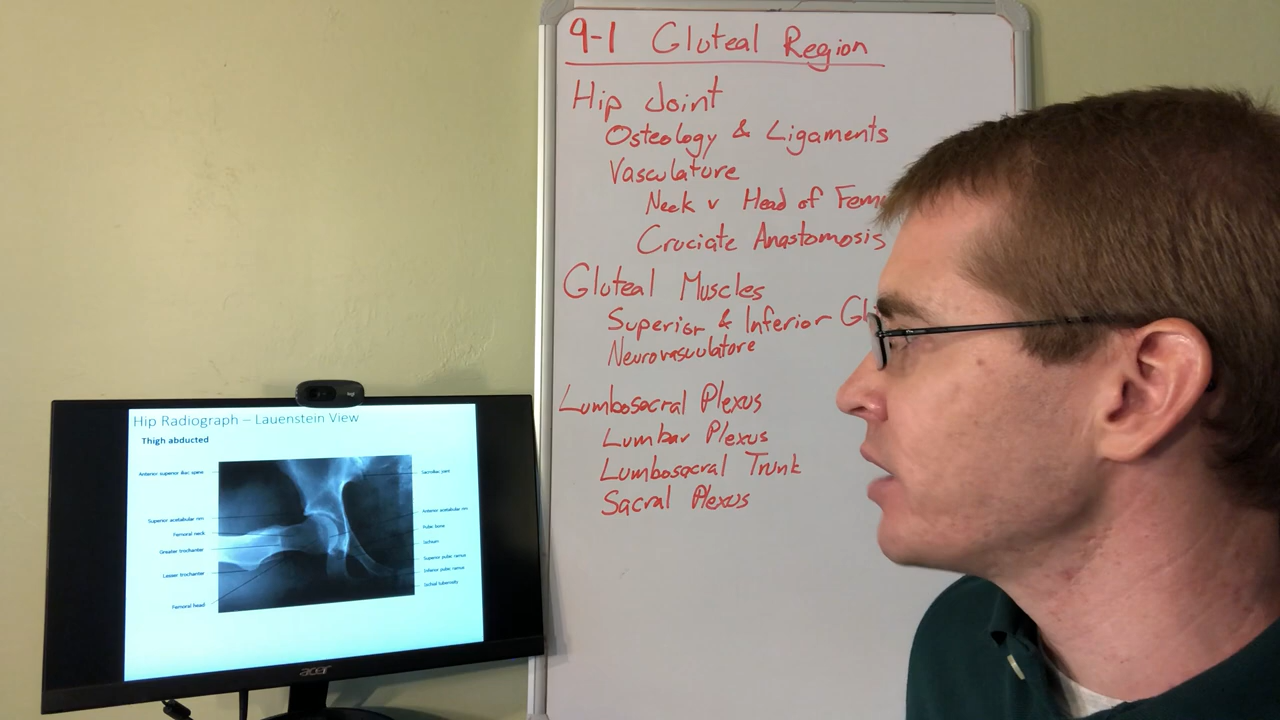 9-1 Gluteal Region
Hip Joint
Osteology & Ligaments
Vasculature
Neck v Head of
Cruciate Anastomosis
Gluteal Muscles
Superior & Inferior
Neurovasculature
Lumbosacral Plexus
Lumbar Plexus
Lumbosacral Trunk
Sacral Plexus
Hip Radiograph – Lauenstein View
Thigh abducted
Anterior superior iliac spine
Superior acetabular rim
Femoral neck
Greater trochanter
Lesser trochanter
Femoral head
Sacroiliac joint
Anterior acetabular rim
Pubic bone
Ischium
Superior pubic ramus
Inferior pubic ramus
Ischial tuberosity
acer